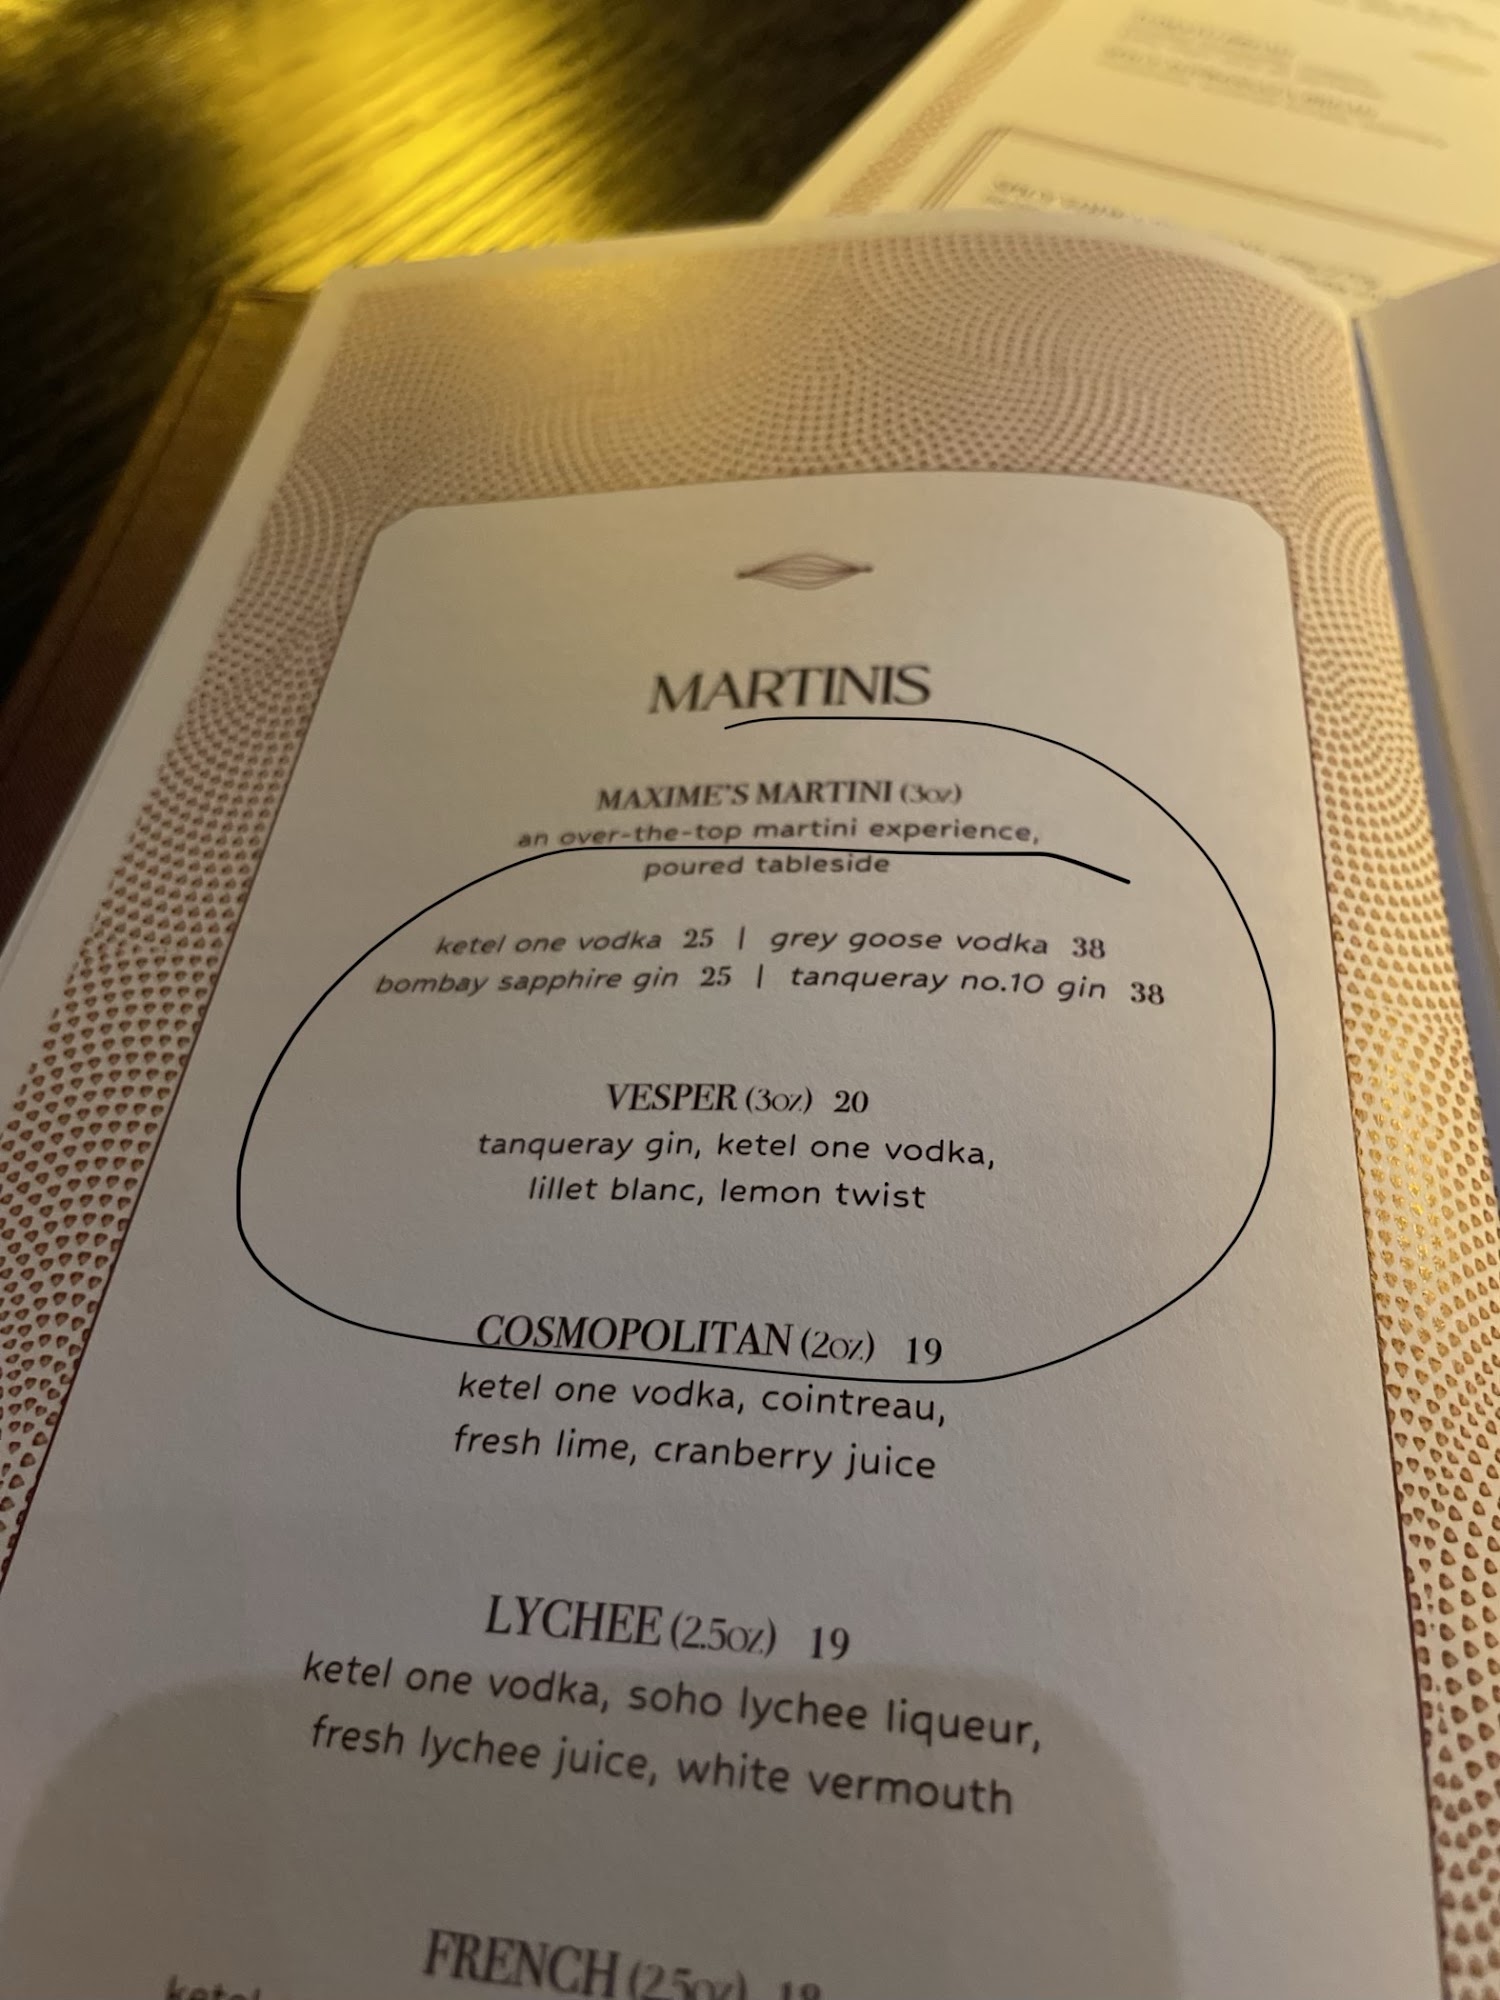 MARTINIS
MAXIME'S MARTINI (3oz)
an over-the-top martini experience,
poured tableside
ketel one vodka 25 | grey goose vodka 38
bombay sapphire gin 25 | tanqueray no.10 gin 38
VESPER (3oz) 20
tanqueray gin, ketel one vodka,
lillet blanc, lemon twist
COSMOPOLITAN (2oz) 19
ketel one vodka, cointreau,
fresh lime, cranberry juice
LYCHEE (2.5oz) 19
ketel one vodka, soho lychee liqueur,
fresh lychee juice, white vermouth
FRENCH (2.5oz)
ketel